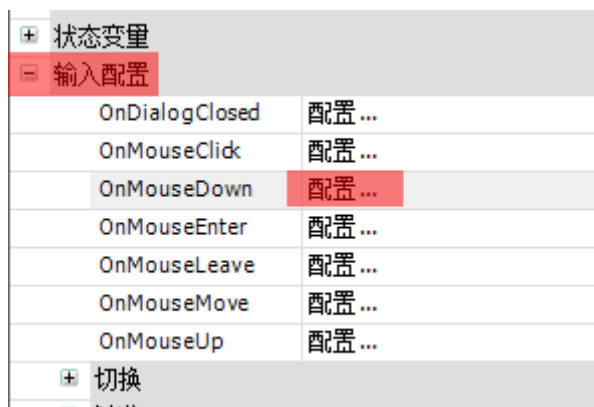 状态变量
输入配置
OnDialogClosed 配置...
OnMouseClick 配置...
OnMouseDown 配置...
OnMouseEnter 配置...
OnMouseLeave 配置...
OnMouseMove 配置...
OnMouseUp 配置...
切换